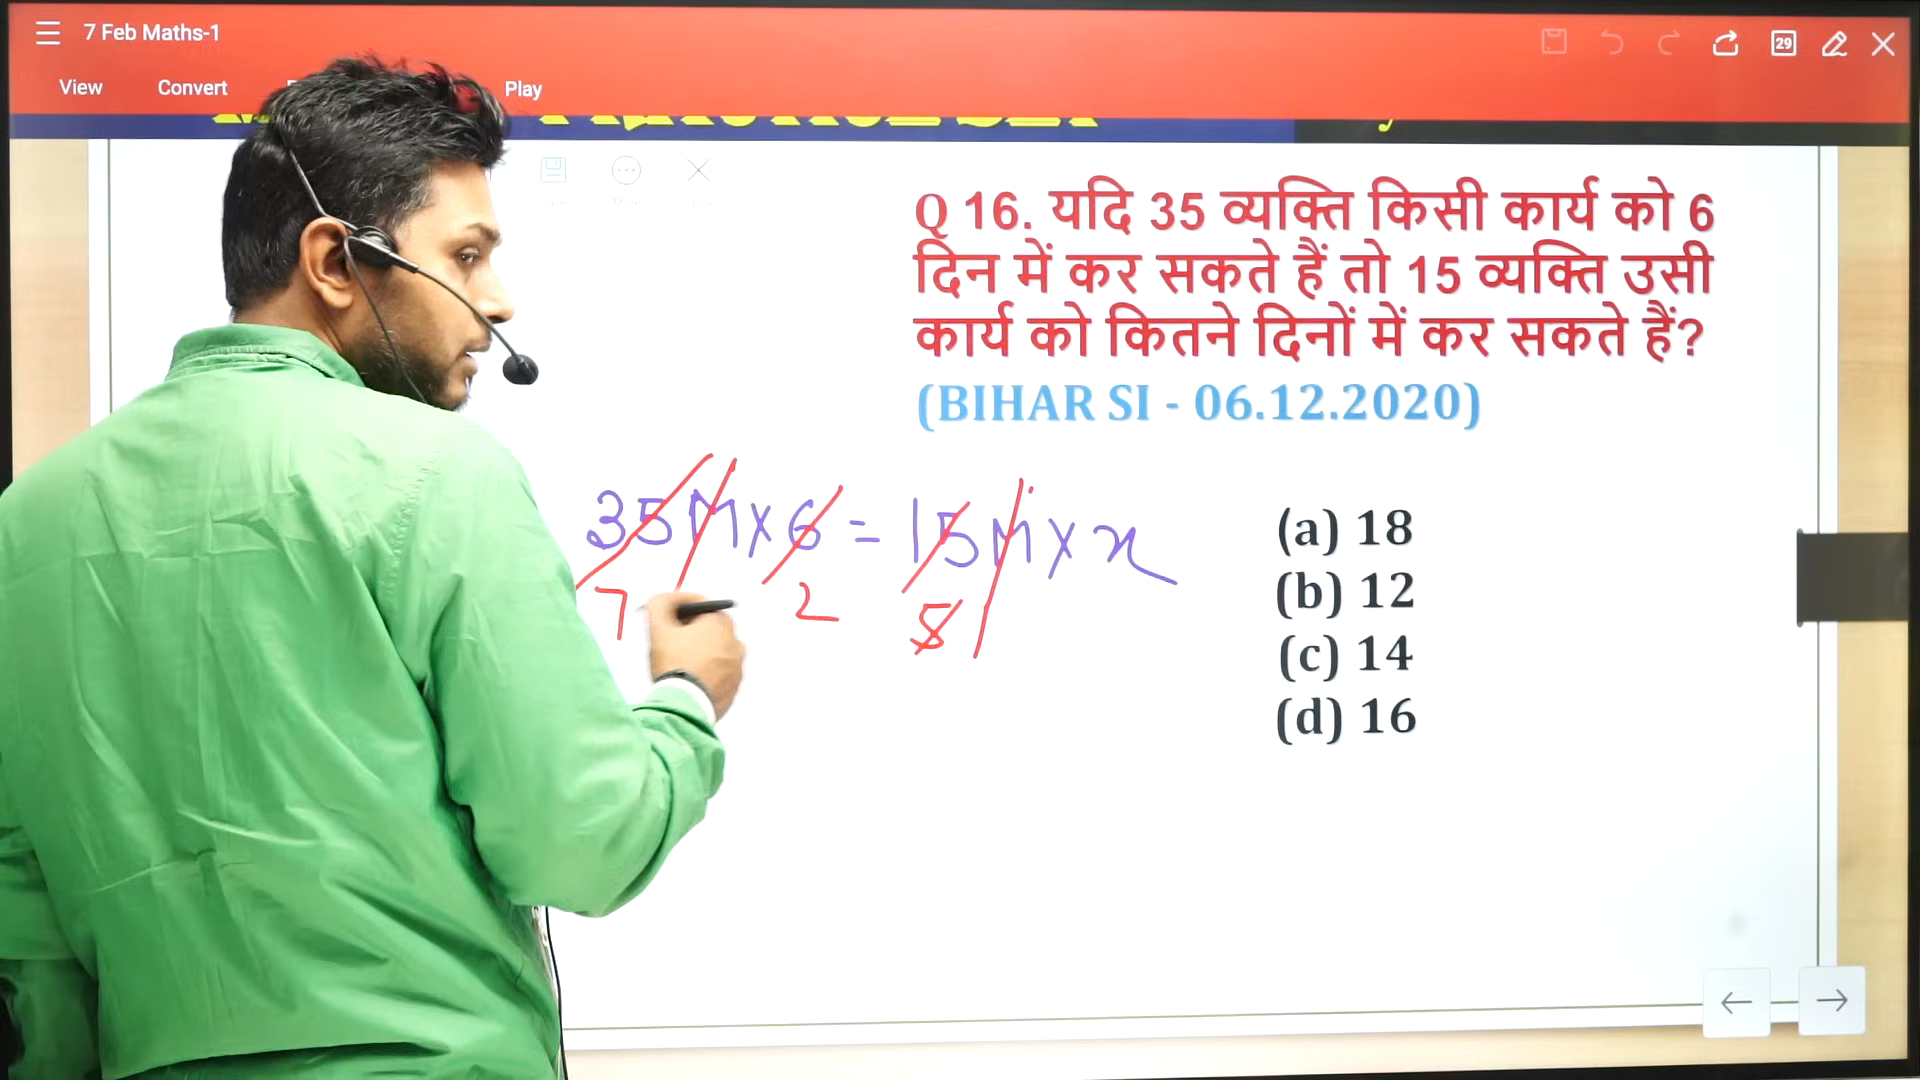 7 Feb Maths-1
29
View Convert Play
Q 16. यदि 35 व्यक्ति किसी कार्य को 6
दिन में कर सकते हैं तो 15 व्यक्ति उसी
कार्य को कितने दिनों में कर सकते हैं?
(BIHAR SI - 06.12.2020)
35M×6=15M×x
7 2 5
(a) 18
(b) 12
(c) 14
(d) 16